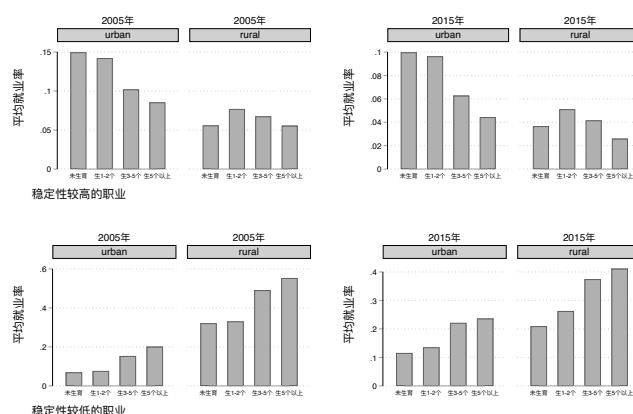 2005年 2005年
urban rural
平均就业率
.15
.1
.05
0
未生育 生1-2个 生3-5个 生5个以上 未生育 生1-2个 生3-5个 生5个以上
稳定性较高的职业
2015年 2015年
urban rural
平均就业率
.1
.08
.06
.04
.02
0
未生育 生1-2个 生3-5个 生5个以上 未生育 生1-2个 生3-5个 生5个以上
2005年 2005年
urban rural
平均就业率
.6
.4
.2
0
未生育 生1-2个 生3-5个 生5个以上 未生育 生1-2个 生3-5个 生5个以上
稳定性较低的职业
2015年 2015年
urban rural
平均就业率
.4
.3
.2
.1
0
未生育 生1-2个 生3-5个 生5个以上 未生育 生1-2个 生3-5个 生5个以上